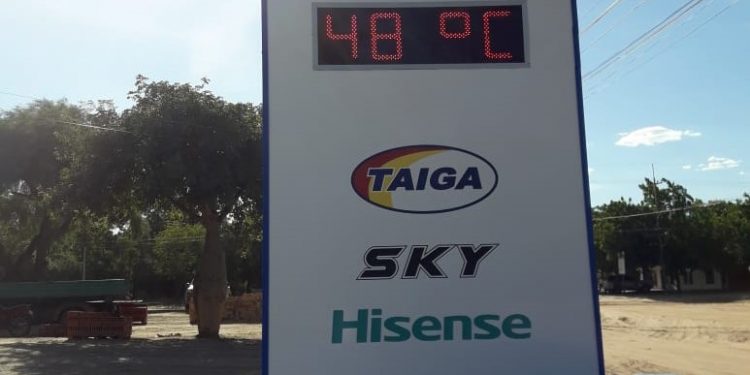 48 °C
TAIGA
SKY
Hisense